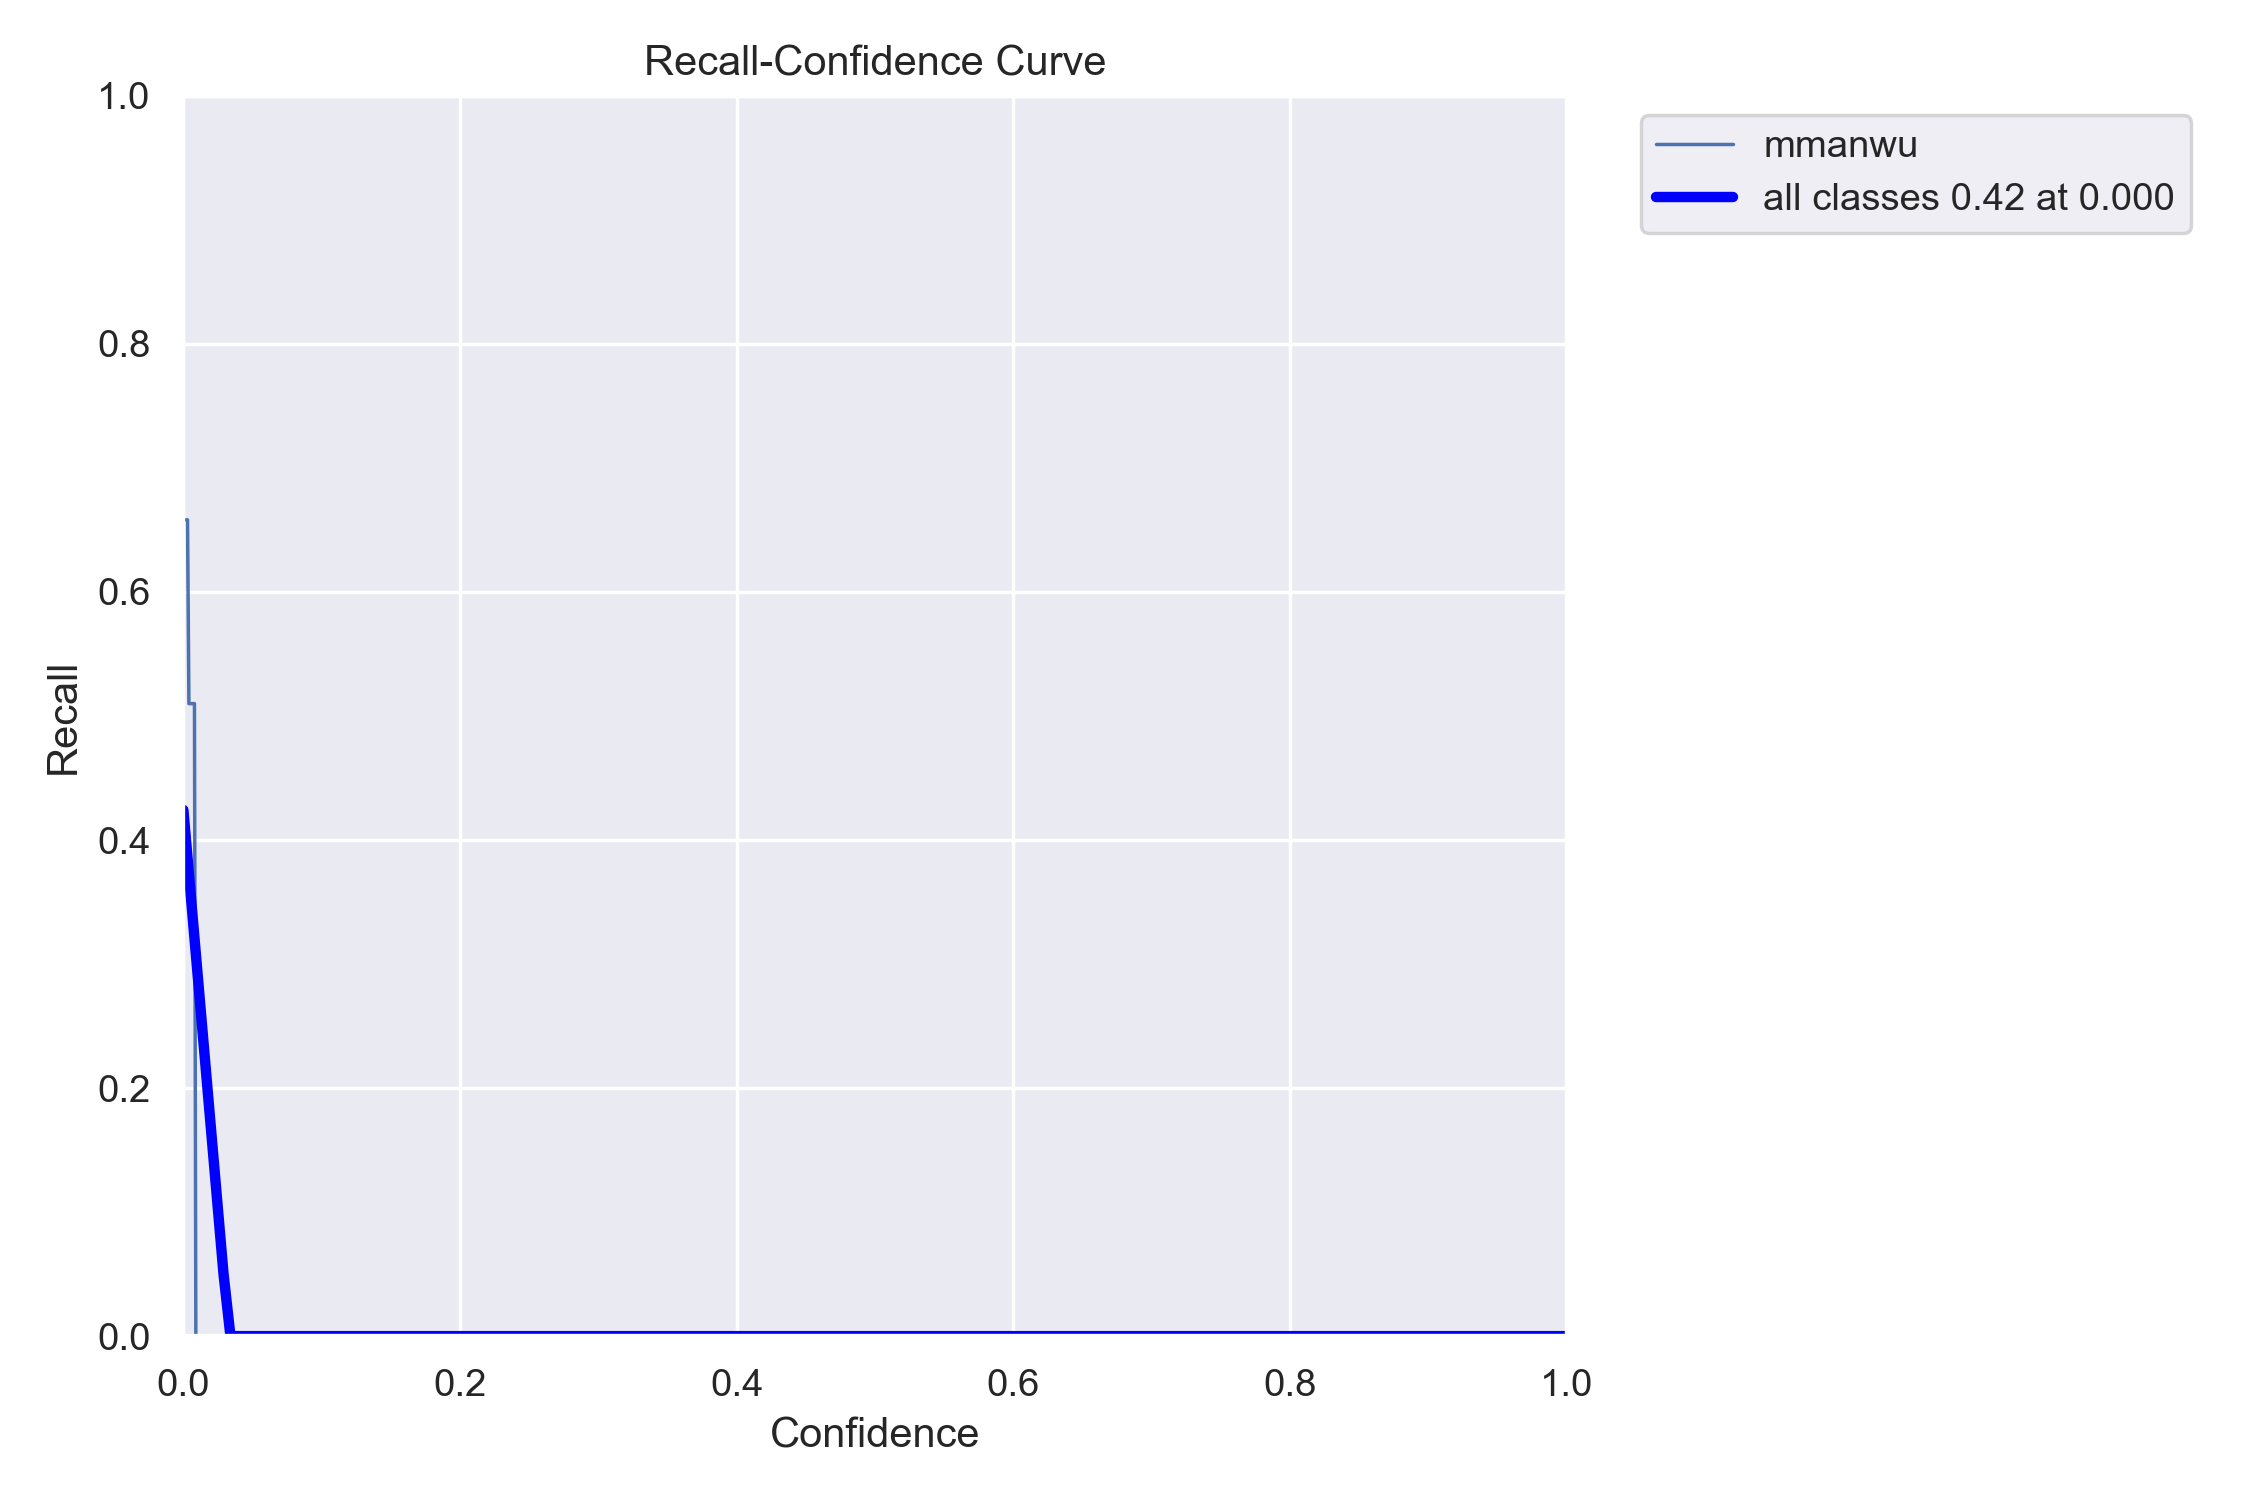 Recall-Confidence Curve
1.0
0.8
0.6
0.4
0.2
0.0
Recall
0.0 0.2 0.4 0.6 0.8 1.0
Confidence
mmanwu
all classes 0.42 at 0.000